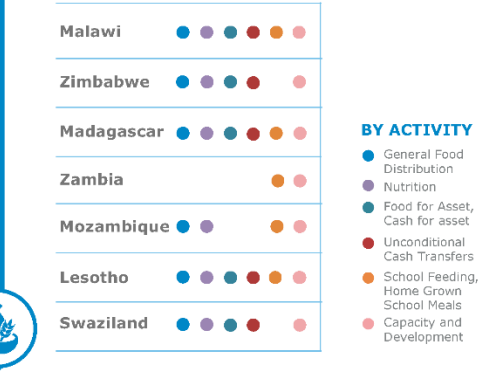 Malawi
Zimbabwe
Madagascar
Zambia
Mozambique
Lesotho
Swaziland
BY ACTIVITY
General Food
Distribution
Nutrition
Food for Asset,
Cash for asset
Unconditional
Cash Transfers
School Feeding,
Home Grown
School Meals
Capacity and
Development